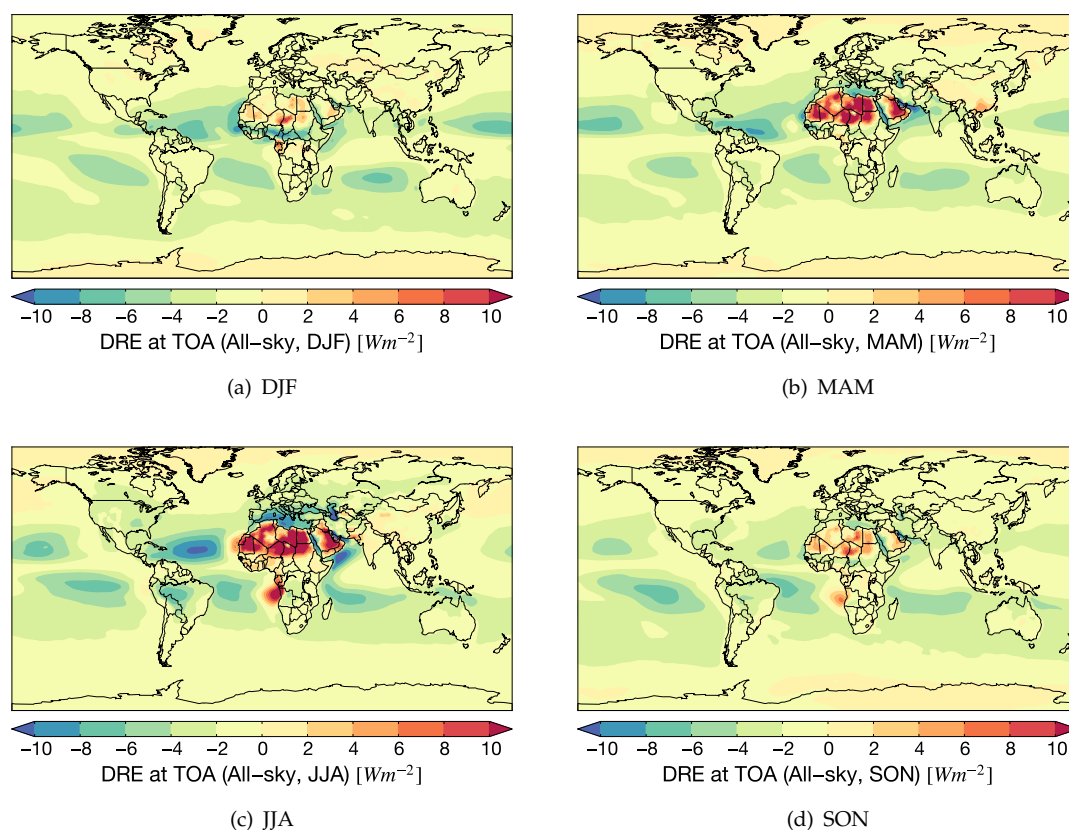 −10 −8 −6 −4 −2 0 2 4 6 8 10
DRE at TOA (All−sky, DJF) [Wm⁻²]
(a) DJF
−10 −8 −6 −4 −2 0 2 4 6 8 10
DRE at TOA (All−sky, MAM) [Wm⁻²]
(b) MAM
−10 −8 −6 −4 −2 0 2 4 6 8 10
DRE at TOA (All−sky, JJA) [Wm⁻²]
(c) JJA
−10 −8 −6 −4 −2 0 2 4 6 8 10
DRE at TOA (All−sky, SON) [Wm⁻²]
(d) SON